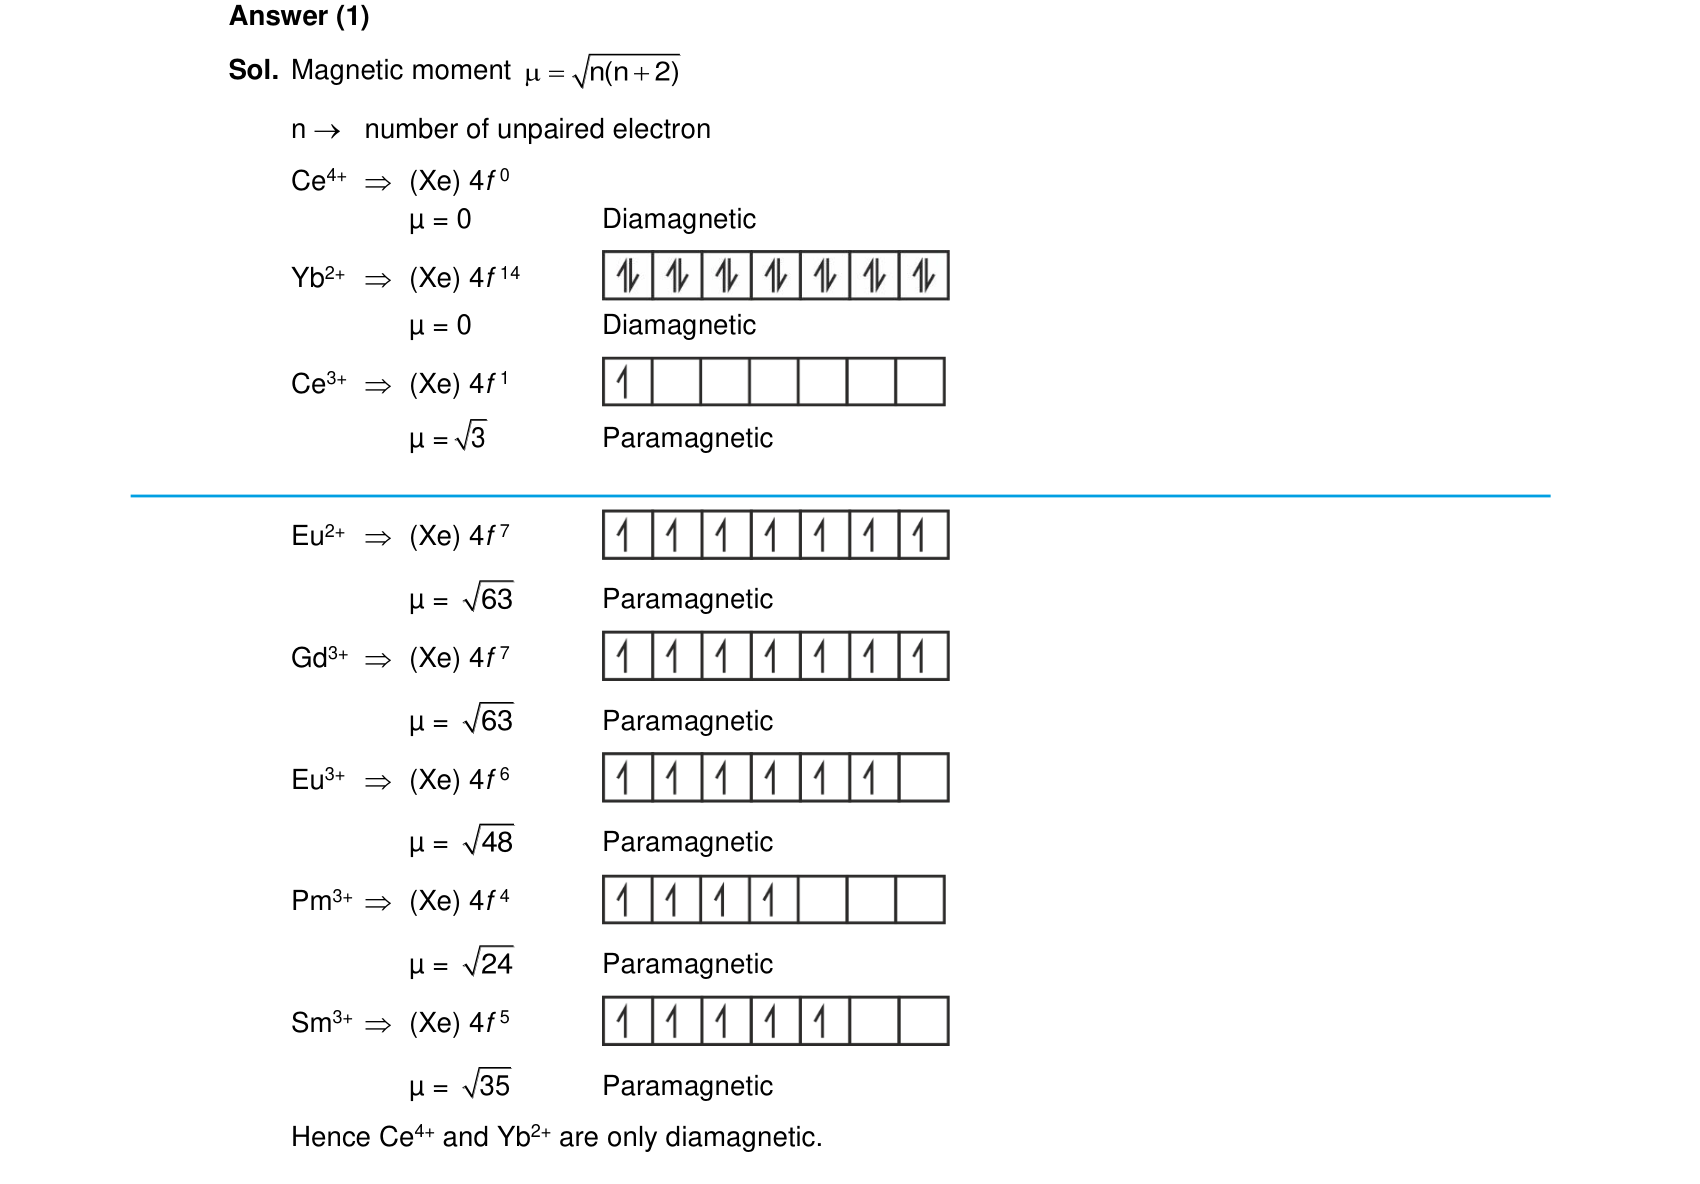 Answer (1)
Sol. Magnetic moment μ = √n(n + 2)
n → number of unpaired electron
Ce⁴⁺ ⇒ (Xe) 4f⁰
μ = 0 Diamagnetic
Yb²⁺ ⇒ (Xe) 4f¹⁴ ⥮ ⥮ ⥮ ⥮ ⥮ ⥮ ⥮
μ = 0 Diamagnetic
Ce³⁺ ⇒ (Xe) 4f¹ ↿
μ = √3 Paramagnetic
Eu²⁺ ⇒ (Xe) 4f⁷ ↿ ↿ ↿ ↿ ↿ ↿ ↿
μ = √63 Paramagnetic
Gd³⁺ ⇒ (Xe) 4f⁷ ↿ ↿ ↿ ↿ ↿ ↿ ↿
μ = √63 Paramagnetic
Eu³⁺ ⇒ (Xe) 4f⁶ ↿ ↿ ↿ ↿ ↿ ↿
μ = √48 Paramagnetic
Pm³⁺ ⇒ (Xe) 4f⁴ ↿ ↿ ↿ ↿
μ = √24 Paramagnetic
Sm³⁺ ⇒ (Xe) 4f⁵ ↿ ↿ ↿ ↿ ↿
μ = √35 Paramagnetic
Hence Ce⁴⁺ and Yb²⁺ are only diamagnetic.